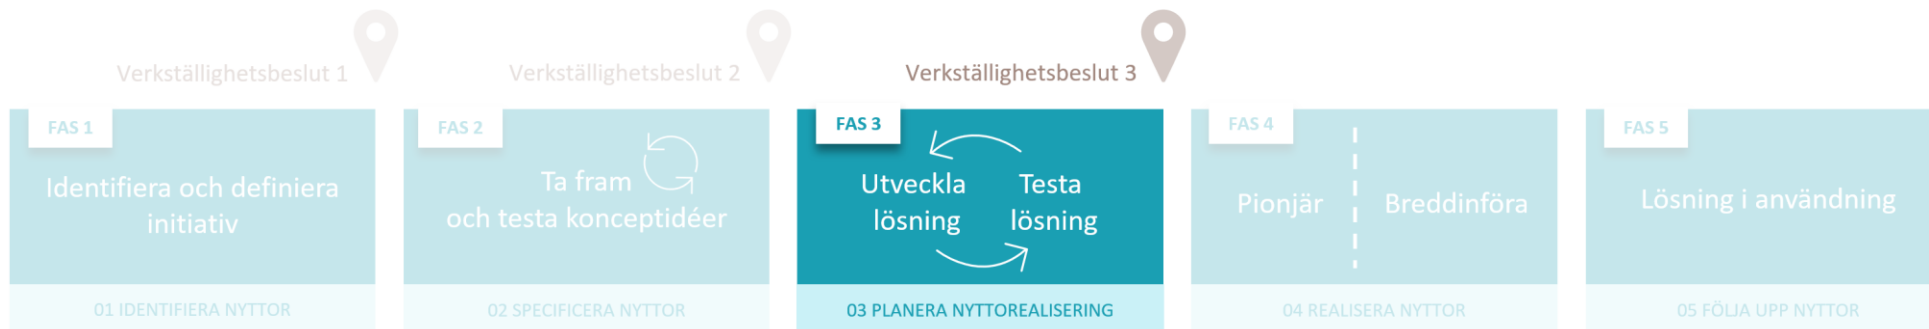 Verkställighetsbeslut 1
Verkställighetsbeslut 2
Verkställighetsbeslut 3
FAS 1
Identifiera och definiera
initiativ
01 IDENTIFIERA NYTTOR
FAS 2
Ta fram
och testa konceptidéer
02 SPECIFICERA NYTTOR
FAS 3
Utveckla
lösning
Testa
lösning
03 PLANERA NYTTOREALISERING
FAS 4
Pionjär
Breddinföra
04 REALISERA NYTTOR
FAS 5
Lösning i användning
05 FÖLJA UPP NYTTOR